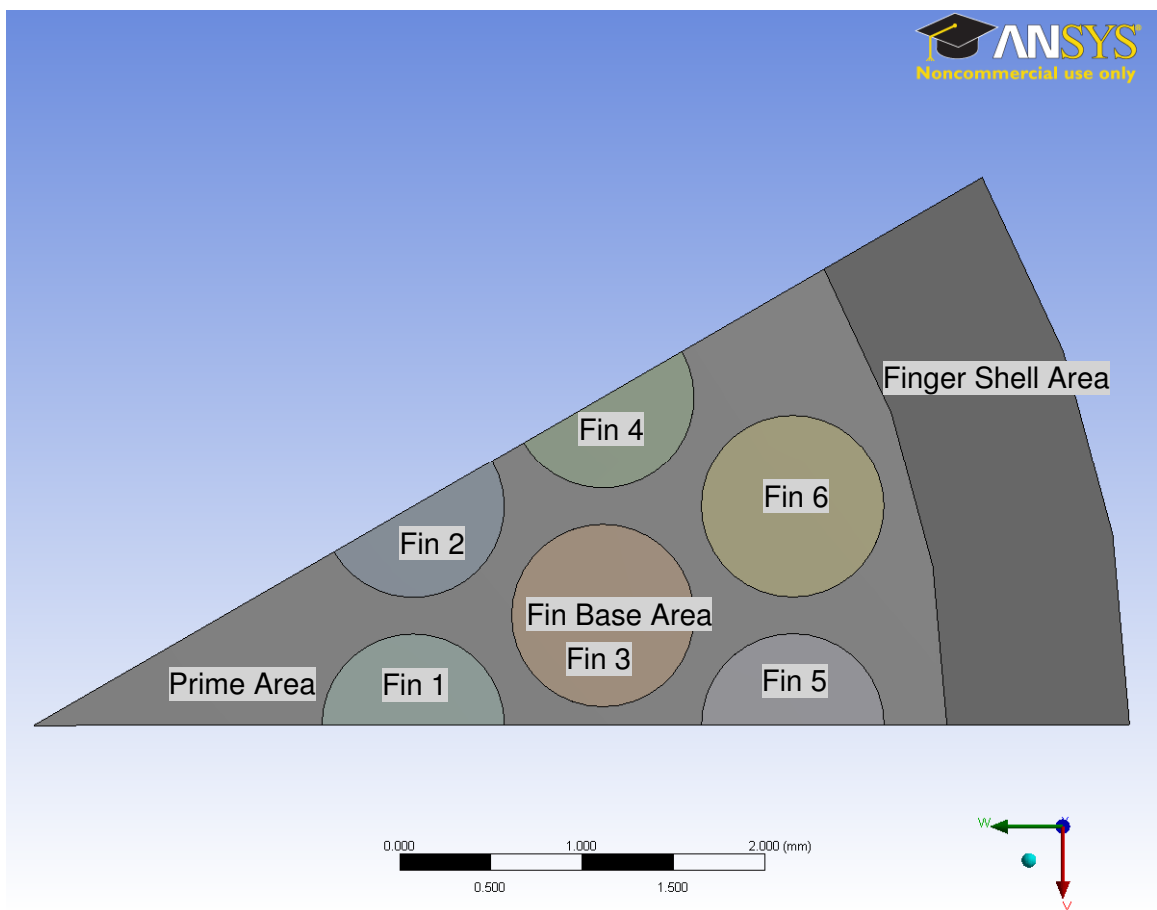 ANSYS
Noncommercial use only
Finger Shell Area
Fin 4
Fin 6
Fin 2
Fin Base Area
Fin 3
Prime Area
Fin 1
Fin 5
0.000 1.000 2.000 (mm)
0.500 1.500
W
X
V